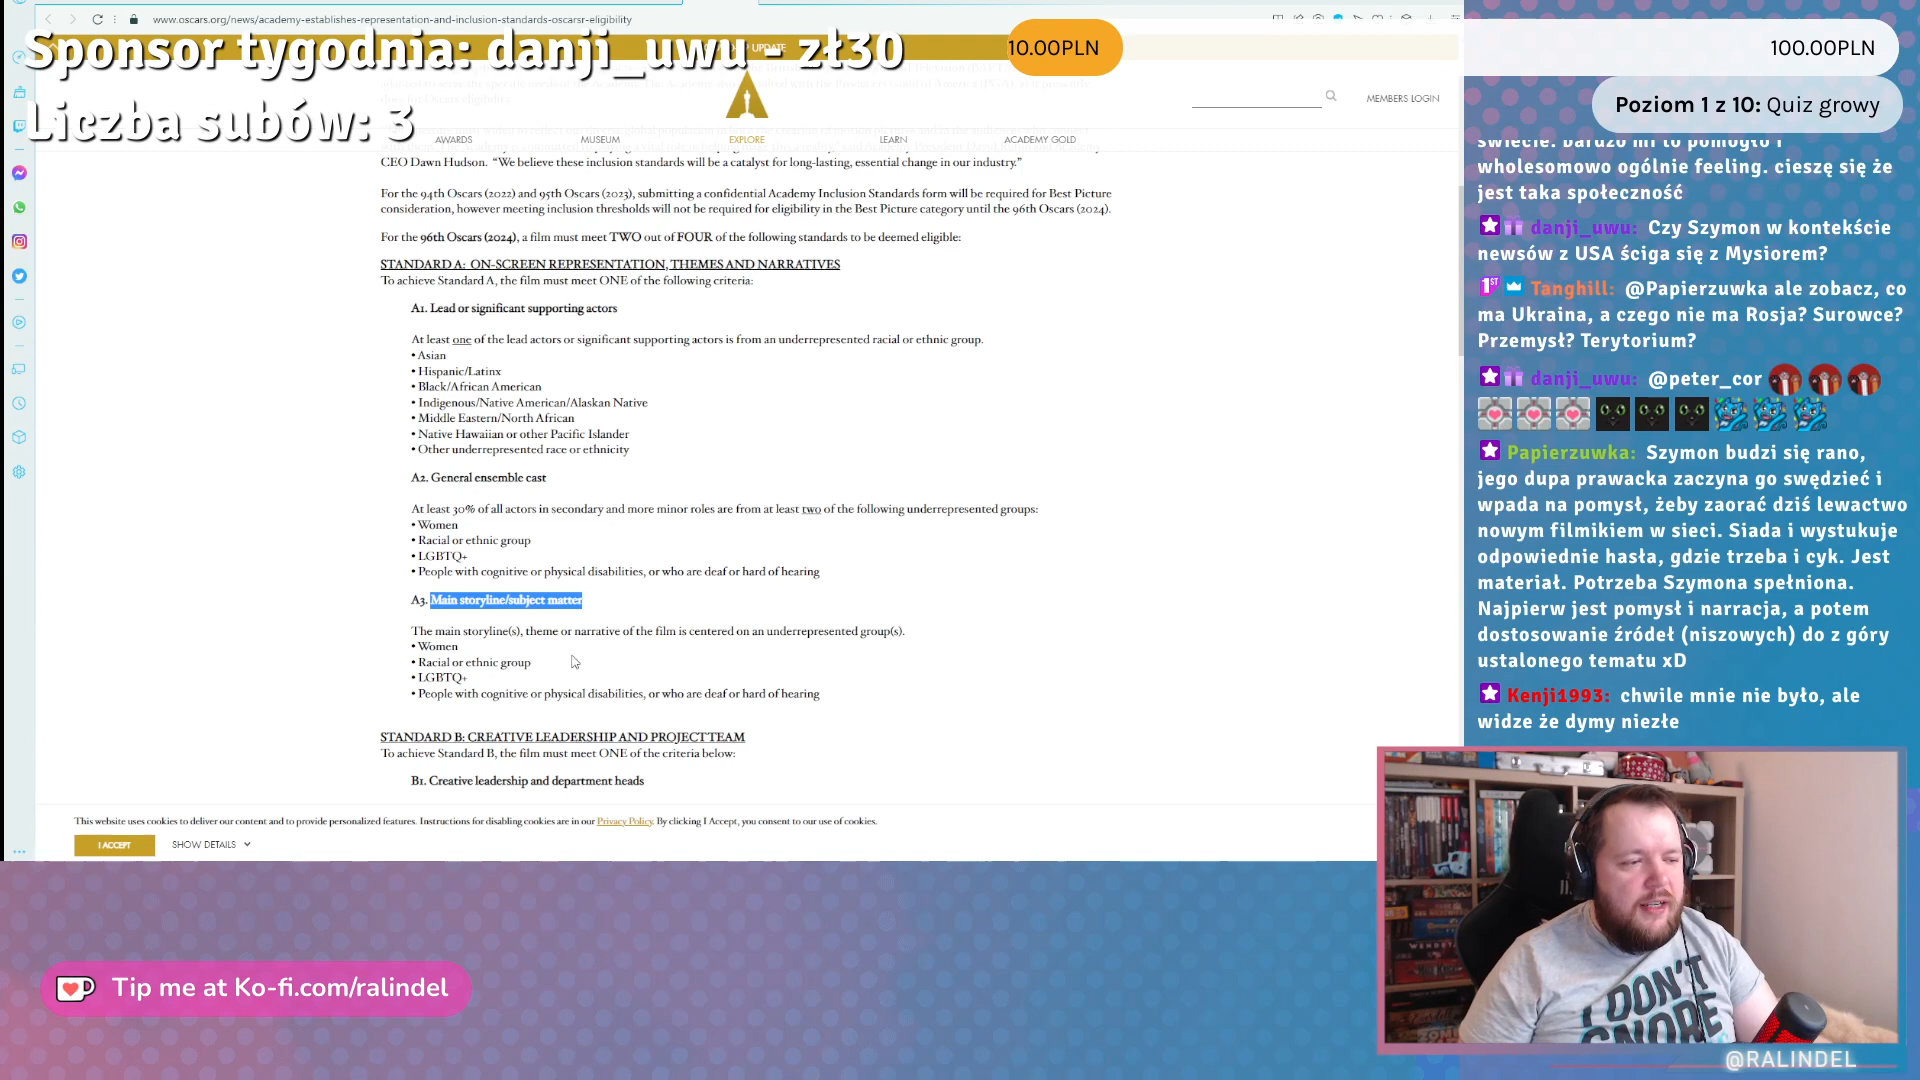 www.oscars.org/news/academy-establishes-representation-and-inclusion-standards-oscarsr-eligibility
Sponsor tygodnia: danji_uwu - zł30
UPDATE
Liczba subów: 3
10.00PLN
100.00PLN
Poziom 1 z 10: Quiz growy
MEMBERS LOGIN
AWARDS
MUSEUM
EXPLORE
LEARN
ACADEMY GOLD
CEO Dawn Hudson. “We believe these inclusion standards will be a catalyst for long-lasting, essential change in our industry.”
For the 94th Oscars (2022) and 95th Oscars (2023), submitting a confidential Academy Inclusion Standards form will be required for Best Picture
consideration, however meeting inclusion thresholds will not be required for eligibility in the Best Picture category until the 96th Oscars (2024).
For the 96th Oscars (2024), a film must meet TWO out of FOUR of the following standards to be deemed eligible:
STANDARD A: ON-SCREEN REPRESENTATION, THEMES AND NARRATIVES
To achieve Standard A, the film must meet ONE of the following criteria:
A1. Lead or significant supporting actors
At least one of the lead actors or significant supporting actors is from an underrepresented racial or ethnic group.
• Asian
• Hispanic/Latinx
• Black/African American
• Indigenous/Native American/Alaskan Native
• Middle Eastern/North African
• Native Hawaiian or other Pacific Islander
• Other underrepresented race or ethnicity
A2. General ensemble cast
At least 30% of all actors in secondary and more minor roles are from at least two of the following underrepresented groups:
• Women
• Racial or ethnic group
• LGBTQ+
• People with cognitive or physical disabilities, or who are deaf or hard of hearing
A3. Main storyline/subject matter
The main storyline(s), theme or narrative of the film is centered on an underrepresented group(s).
• Women
• Racial or ethnic group
• LGBTQ+
• People with cognitive or physical disabilities, or who are deaf or hard of hearing
STANDARD B: CREATIVE LEADERSHIP AND PROJECT TEAM
To achieve Standard B, the film must meet ONE of the criteria below:
B1. Creative leadership and department heads
This website uses cookies to deliver our content and to provide personalized features. Instructions for disabling cookies are in our Privacy Policy. By clicking I Accept, you consent to our use of cookies.
I ACCEPT
SHOW DETAILS
świecie. bardzo mi to pomogło i
wholesomowo ogólnie feeling. cieszę się że
jest taka społeczność
danji_uwu: Czy Szymon w kontekście
newsów z USA ściga się z Mysiorem?
1ST Tanghill: @Papierzuwka ale zobacz, co
ma Ukraina, a czego nie ma Rosja? Surowce?
Przemysł? Terytorium?
danji_uwu: @peter_cor
Papierzuwka: Szymon budzi się rano,
jego dupa prawacka zaczyna go swędzieć i
wpada na pomysł, żeby zaorać dziś lewactwo
nowym filmikiem w sieci. Siada i wystukuje
odpowiednie hasła, gdzie trzeba i cyk. Jest
materiał. Potrzeba Szymona spełniona.
Najpierw jest pomysł i narracja, a potem
dostosowanie źródeł (niszowych) do z góry
ustalonego tematu xD
Kenji1993: chwile mnie nie było, ale
widze że dymy niezłe
I DON'T
Tip me at Ko-fi.com/ralindel
@RALINDEL